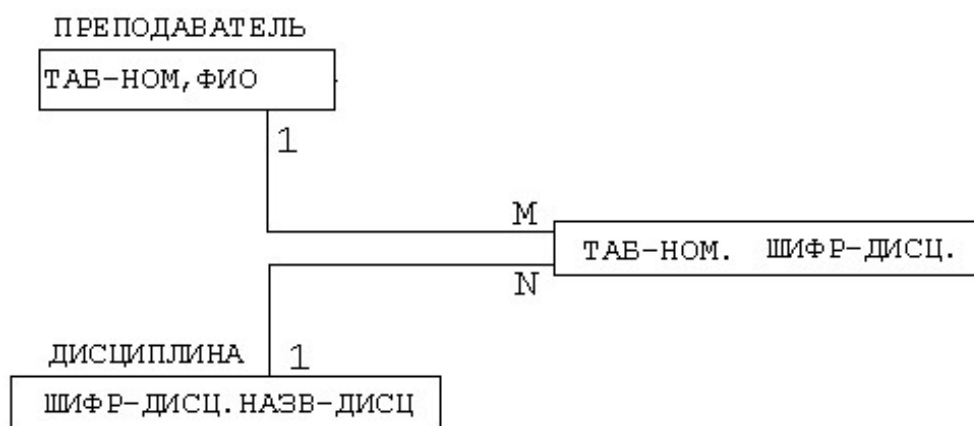 ПРЕПОДАВАТЕЛЬ
ТАБ-НОМ,ФИО
1
М
ТАБ-НОМ. ШИФР-ДИСЦ.
N
ДИСЦИПЛИНА
1
ШИФР-ДИСЦ.НАЗВ-ДИСЦ